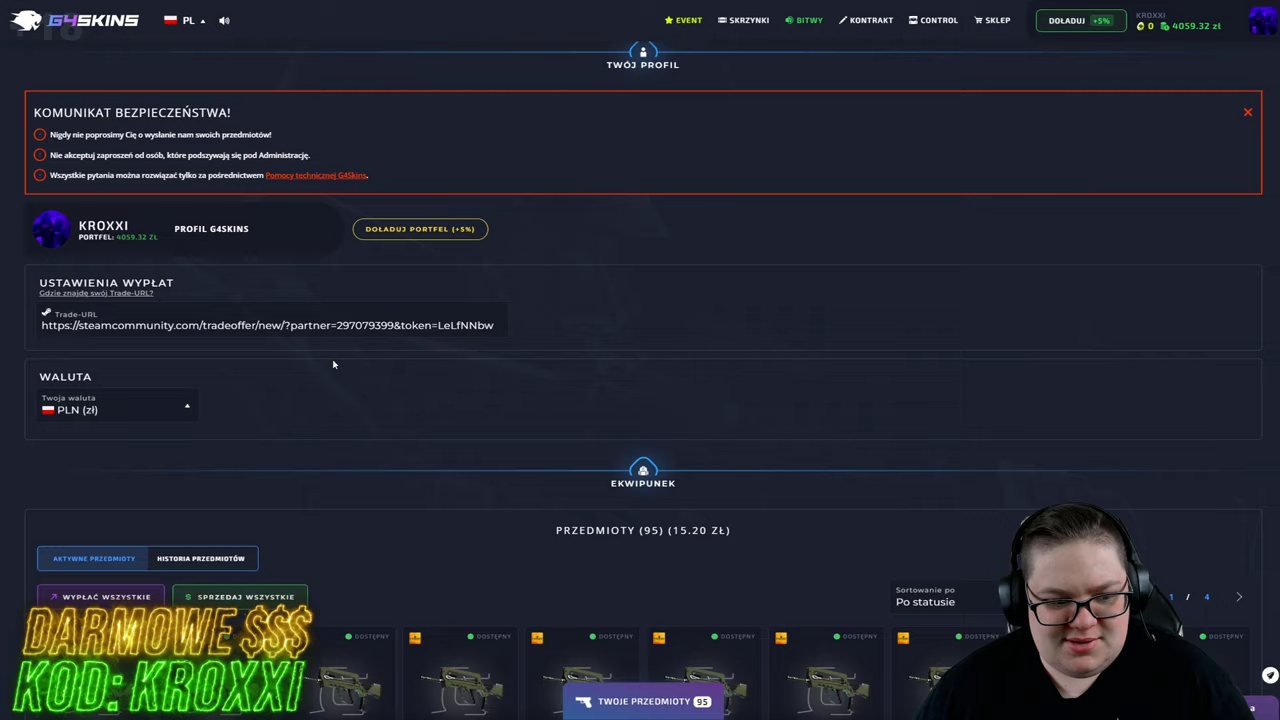 G4SKINS
PL
EVENT
SKRZYNKI
BITWY
KONTRAKT
CONTROL
SKLEP
DOŁADUJ +5%
KROXXI
0 4059.32 zł
TWÓJ PROFIL
KOMUNIKAT BEZPIECZEŃSTWA!
Nigdy nie poprosimy Cię o wysłanie nam swoich przedmiotów!
Nie akceptuj zaproszeń od osób, które podszywają się pod Administrację.
Wszystkie pytania można rozwiązać tylko za pośrednictwem Pomocy technicznej G4Skins.
KROXXI
PORTFEL: 4059.32 ZŁ
PROFIL G4SKINS
DOŁADUJ PORTFEL (+5%)
USTAWIENIA WYPŁAT
Gdzie znajdę swój Trade-URL?
Trade-URL
https://steamcommunity.com/tradeoffer/new/?partner=297079399&token=LeLfNNbw
WALUTA
Twoja waluta
PLN (zł)
EKWIPUNEK
PRZEDMIOTY (95) (15.20 ZŁ)
AKTYWNE PRZEDMIOTY
HISTORIA PRZEDMIOTÓW
WYPŁAĆ WSZYSTKIE
SPRZEDAJ WSZYSTKIE
Sortowanie po
Po statusie
1 / 4
DOSTĘPNY
DOSTĘPNY
DOSTĘPNY
DOSTĘPNY
DOSTĘPNY
DOSTĘPNY
DOSTĘPNY
DARMOWE $$$
KOD: KROXXI
TWOJE PRZEDMIOTY 95